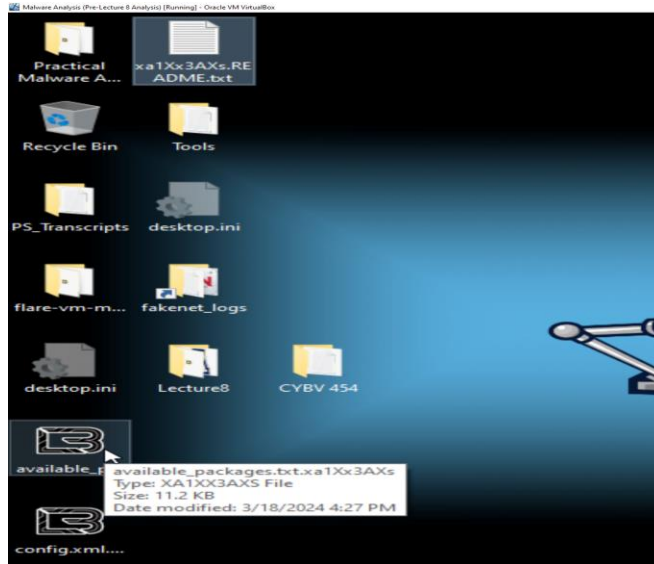 Malware Analysis (Pre-Lecture 8 Analysis) [Running] - Oracle VM VirtualBox
Practical
Malware A...
xa1Xx3AXs.RE
ADME.txt
Recycle Bin
Tools
PS_Transcripts
desktop.ini
flare-vm-m...
fakenet_logs
desktop.ini
Lecture8
CYBV 454
available_p
available_packages.txt.xa1Xx3AXs
Type: XA1XX3AXS File
Size: 11.2 KB
Date modified: 3/18/2024 4:27 PM
config.xml....